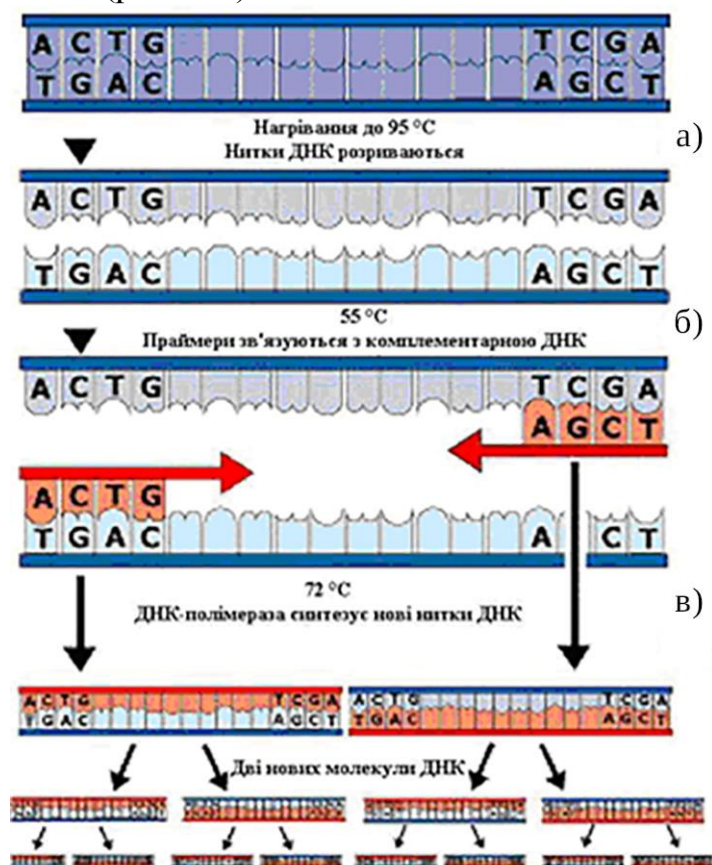 A C T G T C G A
T G A C A G C T
Нагрівання до 95 °C
Нитки ДНК розриваються
а)
A C T G T C G A
T G A C A G C T
55 °C
Праймери зв'язуються з комплементарною ДНК
б)
A C T G T C G A
A G C T
A C T G
T G A C A C T
72 °C
ДНК-полімераза синтезує нові нитки ДНК
в)
A C T G T C G A A C T G T C G A
T G A C A G C T T G A C A G C T
Дві нових молекули ДНК